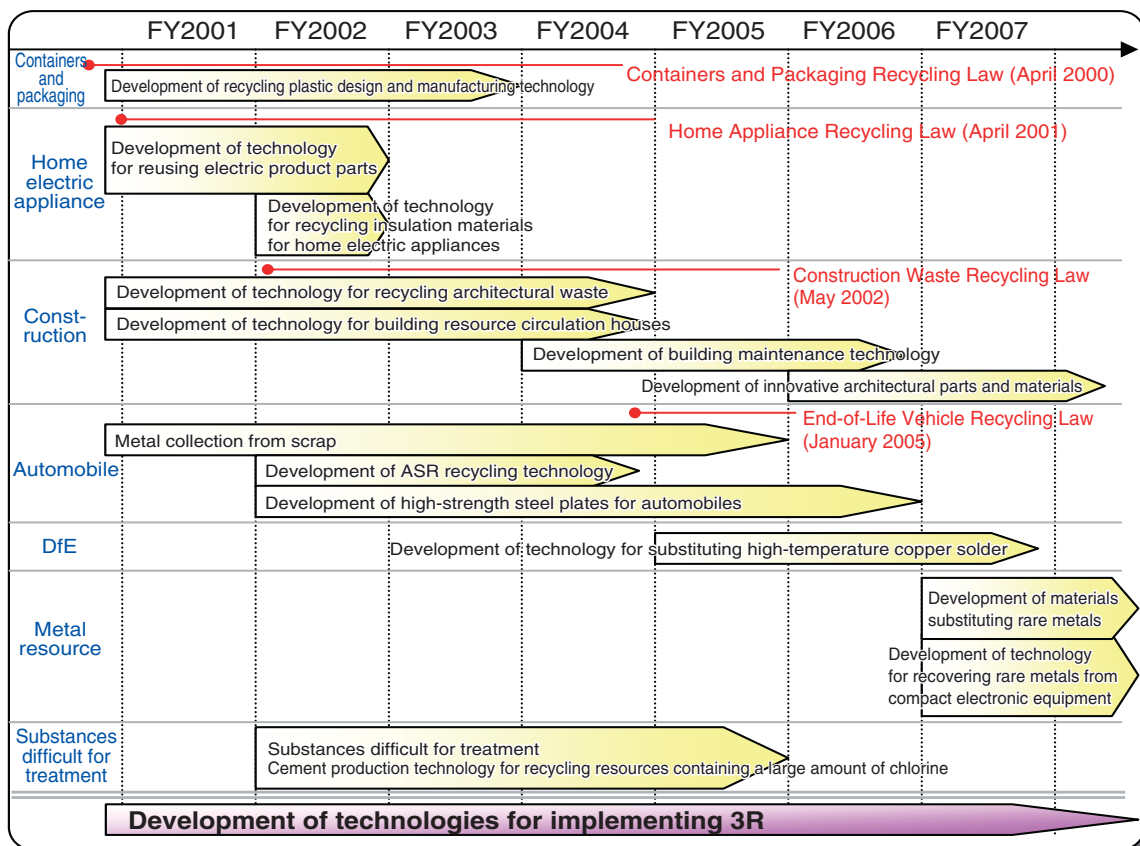 FY2001 FY2002 FY2003 FY2004 FY2005 FY2006 FY2007
Containers
and
packaging
Containers and Packaging Recycling Law (April 2000)
Development of recycling plastic design and manufacturing technology
Home
electric
appliance
Home Appliance Recycling Law (April 2001)
Development of technology
for reusing electric product parts
Development of technology
for recycling insulation materials
for home electric appliances
Const-
ruction
Construction Waste Recycling Law
(May 2002)
Development of technology for recycling architectural waste
Development of technology for building resource circulation houses
Development of building maintenance technology
Development of innovative architectural parts and materials
Automobile
End-of-Life Vehicle Recycling Law
(January 2005)
Metal collection from scrap
Development of ASR recycling technology
Development of high-strength steel plates for automobiles
DfE
Development of technology for substituting high-temperature copper solder
Metal
resource
Development of materials
substituting rare metals
Development of technology
for recovering rare metals from
compact electronic equipment
Substances
difficult for
treatment
Substances difficult for treatment
Cement production technology for recycling resources containing a large amount of chlorine
Development of technologies for implementing 3R